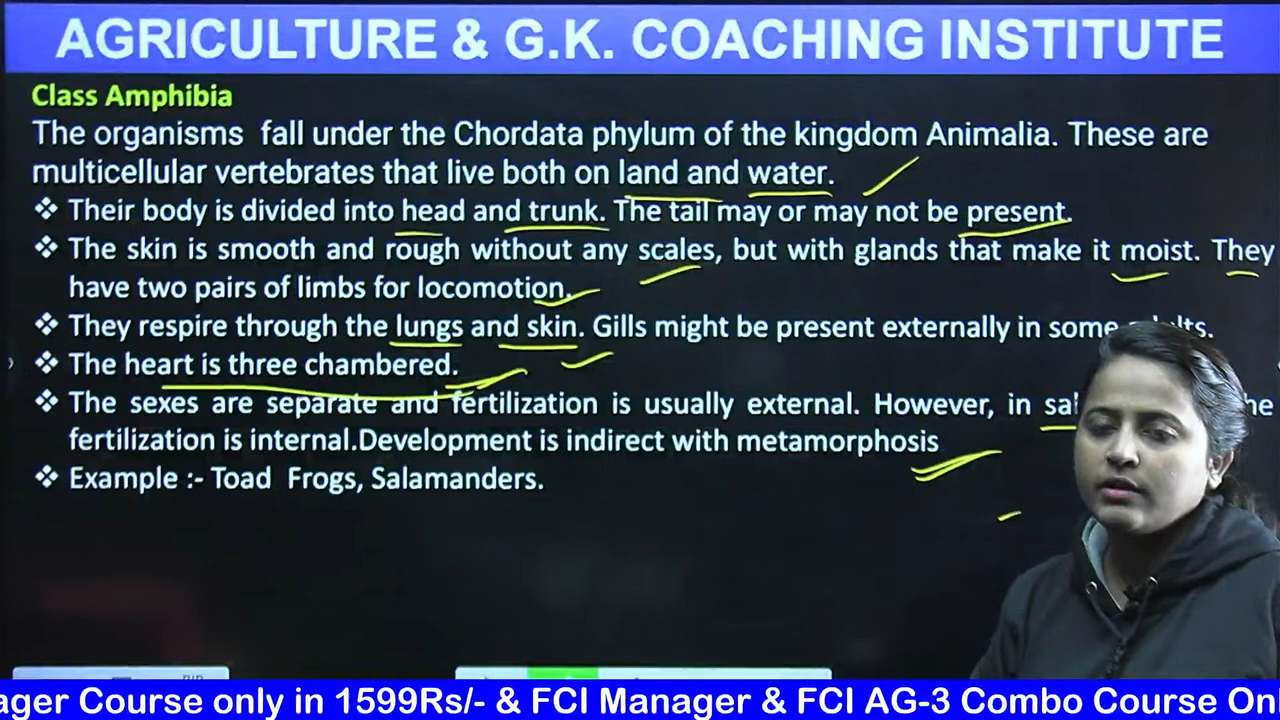 AGRICULTURE & G.K. COACHING INSTITUTE
Class Amphibia
The organisms fall under the Chordata phylum of the kingdom Animalia. These are
multicellular vertebrates that live both on land and water.
❖ Their body is divided into head and trunk. The tail may or may not be present.
❖ The skin is smooth and rough without any scales, but with glands that make it moist. They
have two pairs of limbs for locomotion.
❖ They respire through the lungs and skin. Gills might be present externally in some
❖ The heart is three chambered.
❖ The sexes are separate and fertilization is usually external. However, in
fertilization is internal.Development is indirect with metamorphosis
❖ Example :- Toad Frogs, Salamanders.
Course only in 1599Rs/- & FCI Manager & FCI AG-3 Combo Course